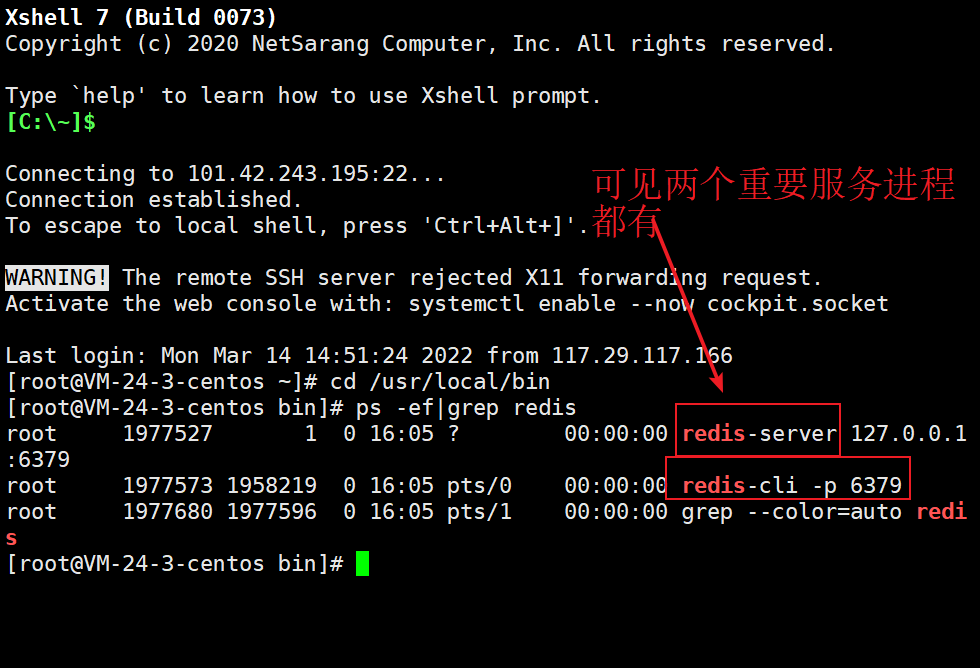 Xshell 7 (Build 0073)
Copyright (c) 2020 NetSarang Computer, Inc. All rights reserved.
Type `help' to learn how to use Xshell prompt.
[C:\~]$
Connecting to 101.42.243.195:22...
Connection established.
To escape to local shell, press 'Ctrl+Alt+]'.
可见两个重要服务进程
都有
WARNING! The remote SSH server rejected X11 forwarding request.
Activate the web console with: systemctl enable --now cockpit.socket
Last login: Mon Mar 14 14:51:24 2022 from 117.29.117.166
[root@VM-24-3-centos ~]# cd /usr/local/bin
[root@VM-24-3-centos bin]# ps -ef|grep redis
root     1977527       1  0 16:05 ?        00:00:00 redis-server 127.0.0.1
:6379
root     1977573 1958219  0 16:05 pts/0    00:00:00 redis-cli -p 6379
root     1977680 1977596  0 16:05 pts/1    00:00:00 grep --color=auto redi
s
[root@VM-24-3-centos bin]#